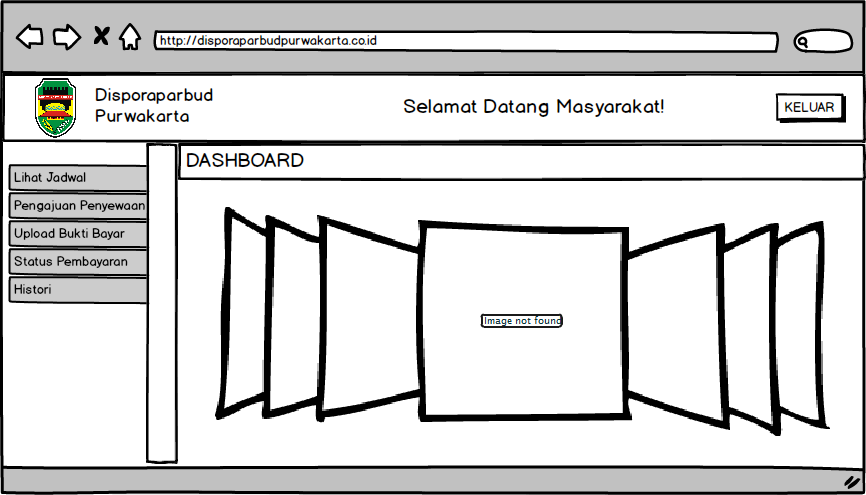 http://disporaparbudpurwakarta.co.id
Disporaparbud
Purwakarta
Selamat Datang Masyarakat!
KELUAR
DASHBOARD
Lihat Jadwal
Pengajuan Penyewaan
Upload Bukti Bayar
Status Pembayaran
Histori
Image not found